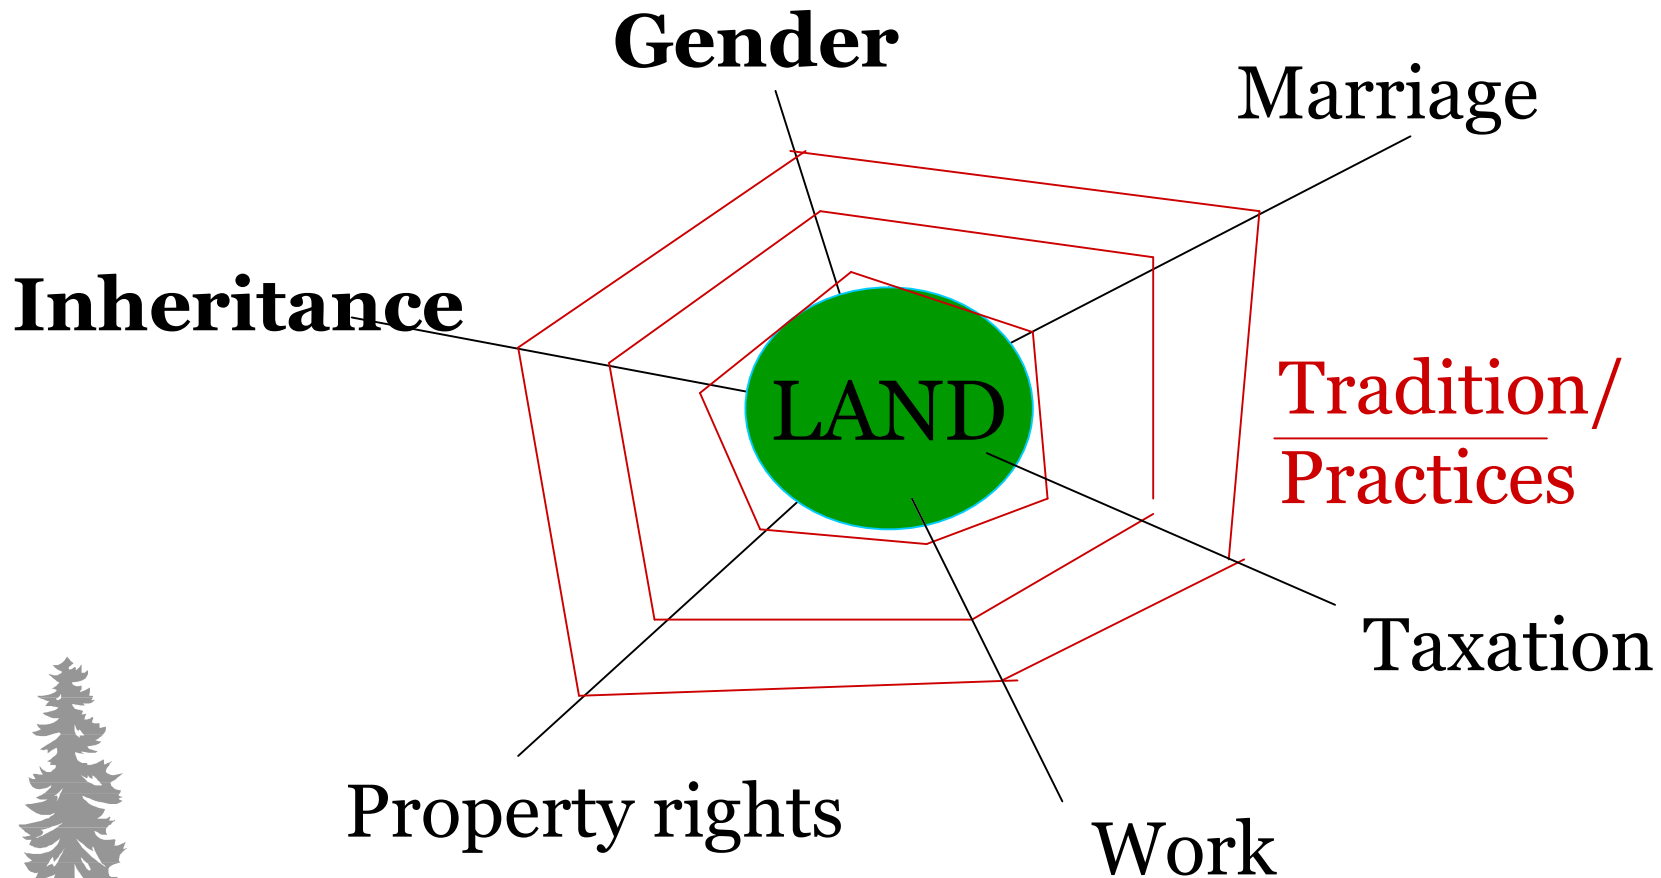 Gender
Marriage
Inheritance
LAND
Tradition/
Practices
Taxation
Property rights
Work